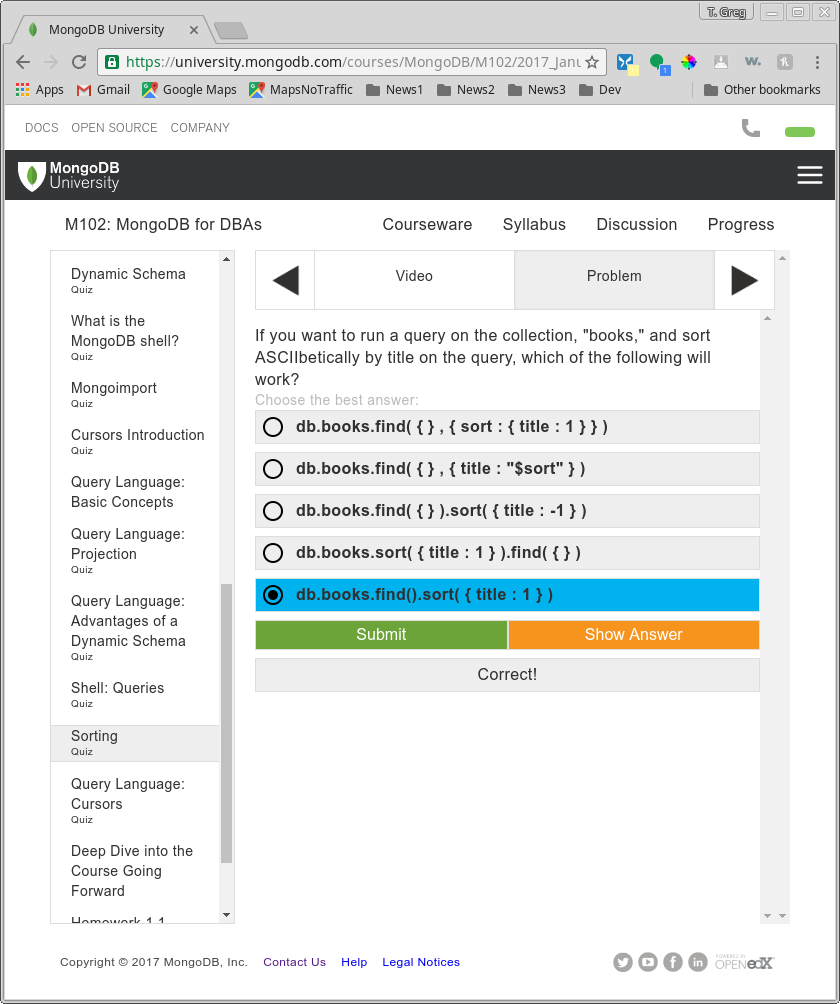 T. Greg
MongoDB University
https://university.mongodb.com/courses/MongoDB/M102/2017_Janu
Apps Gmail Google Maps MapsNoTraffic News1 News2 News3 Dev Other bookmarks
DOCS OPEN SOURCE COMPANY
MongoDB
University
M102: MongoDB for DBAs Courseware Syllabus Discussion Progress
Dynamic Schema
Quiz
What is the
MongoDB shell?
Quiz
Mongoimport
Quiz
Cursors Introduction
Quiz
Query Language:
Basic Concepts
Query Language:
Projection
Quiz
Query Language:
Advantages of a
Dynamic Schema
Quiz
Shell: Queries
Quiz
Sorting
Quiz
Query Language:
Cursors
Quiz
Deep Dive into the
Course Going
Forward
Homework 1.1
Video Problem
If you want to run a query on the collection, "books," and sort
ASCIIbetically by title on the query, which of the following will
work?
Choose the best answer:
db.books.find( { } , { sort : { title : 1 } } )
db.books.find( { } , { title : "$sort" } )
db.books.find( { } ).sort( { title : -1 } )
db.books.sort( { title : 1 } ).find( { } )
db.books.find().sort( { title : 1 } )
Submit Show Answer
Correct!
Copyright © 2017 MongoDB, Inc. Contact Us Help Legal Notices
POWERED BY
OPEN edX